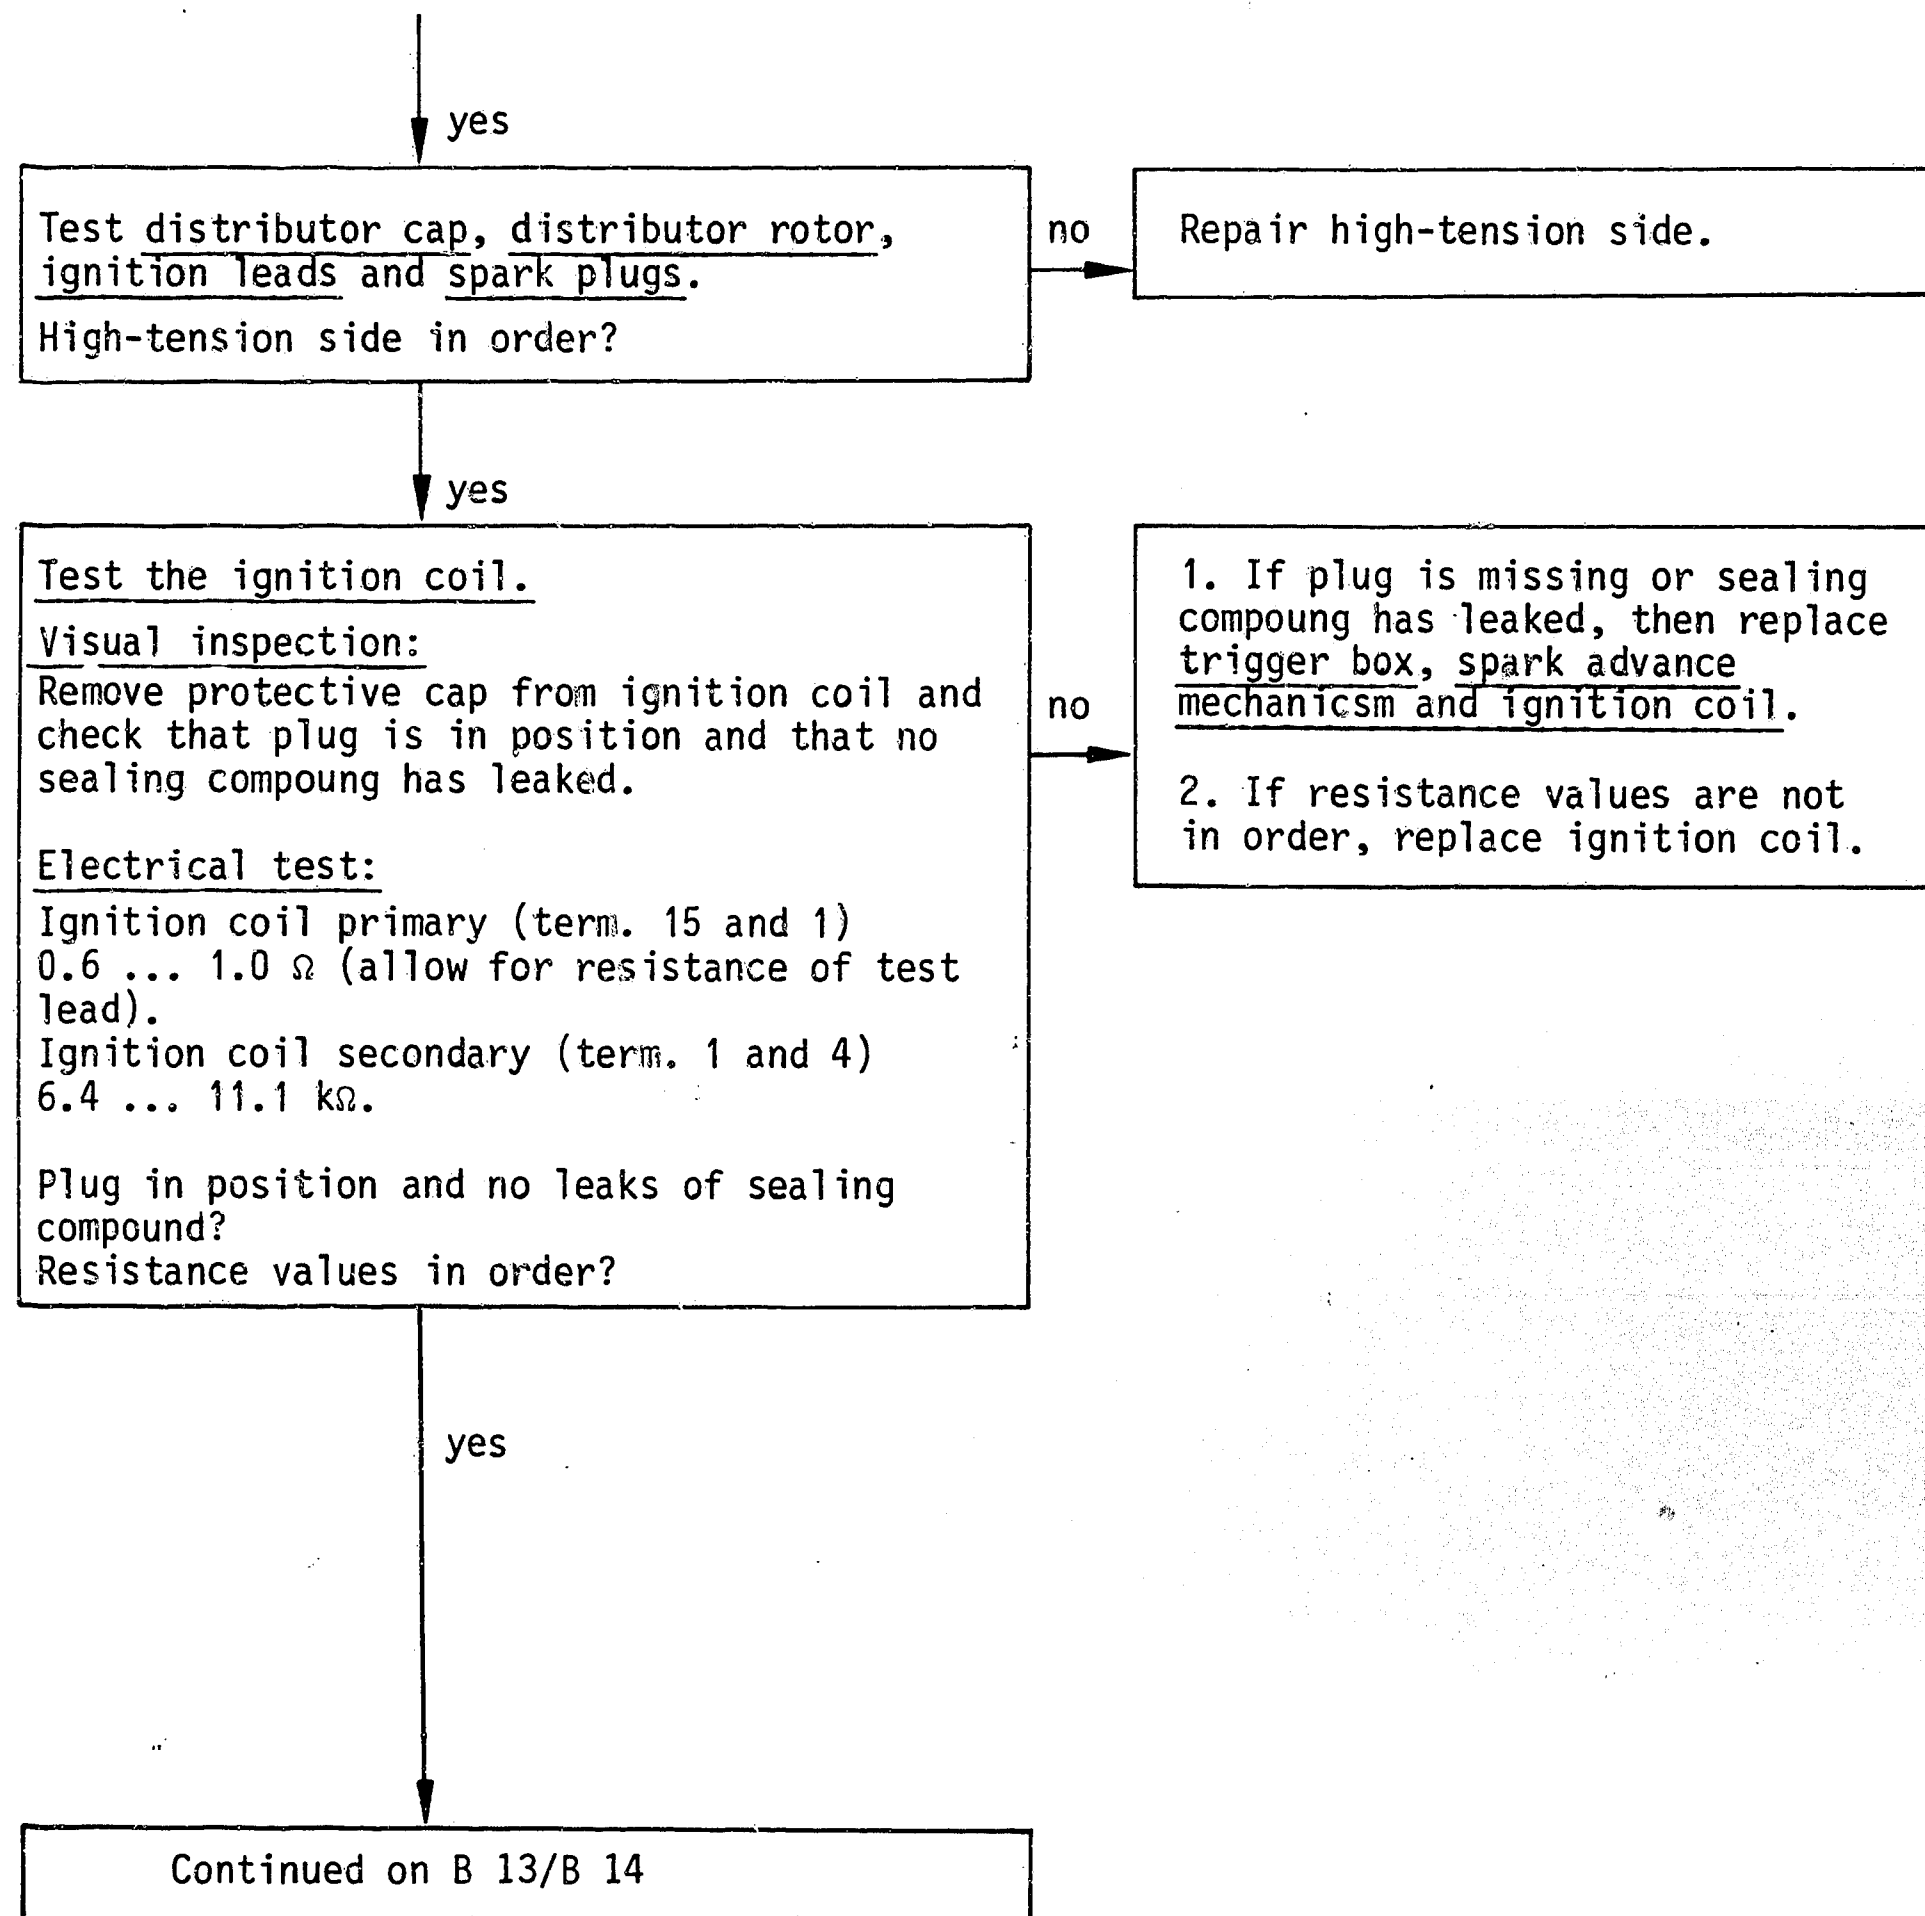 yes
Test distributor cap, distributor rotor,
ignition leads and spark plugs.
High-tension side in order?
no
Repair high-tension side.
yes
Test the ignition coil.
Visual inspection:
Remove protective cap from ignition coil and
check that plug is in position and that no
sealing compoung has leaked.
Electrical test:
Ignition coil primary (term. 15 and 1)
0.6 ... 1.0 Ω (allow for resistance of test
lead).
Ignition coil secondary (term. 1 and 4)
6.4 ... 11.1 kΩ.
Plug in position and no leaks of sealing
compound?
Resistance values in order?
no
1. If plug is missing or sealing
compoung has leaked, then replace
trigger box, spark advance
mechanicsm and ignition coil.
2. If resistance values are not
in order, replace ignition coil.
yes
Continued on B 13/B 14